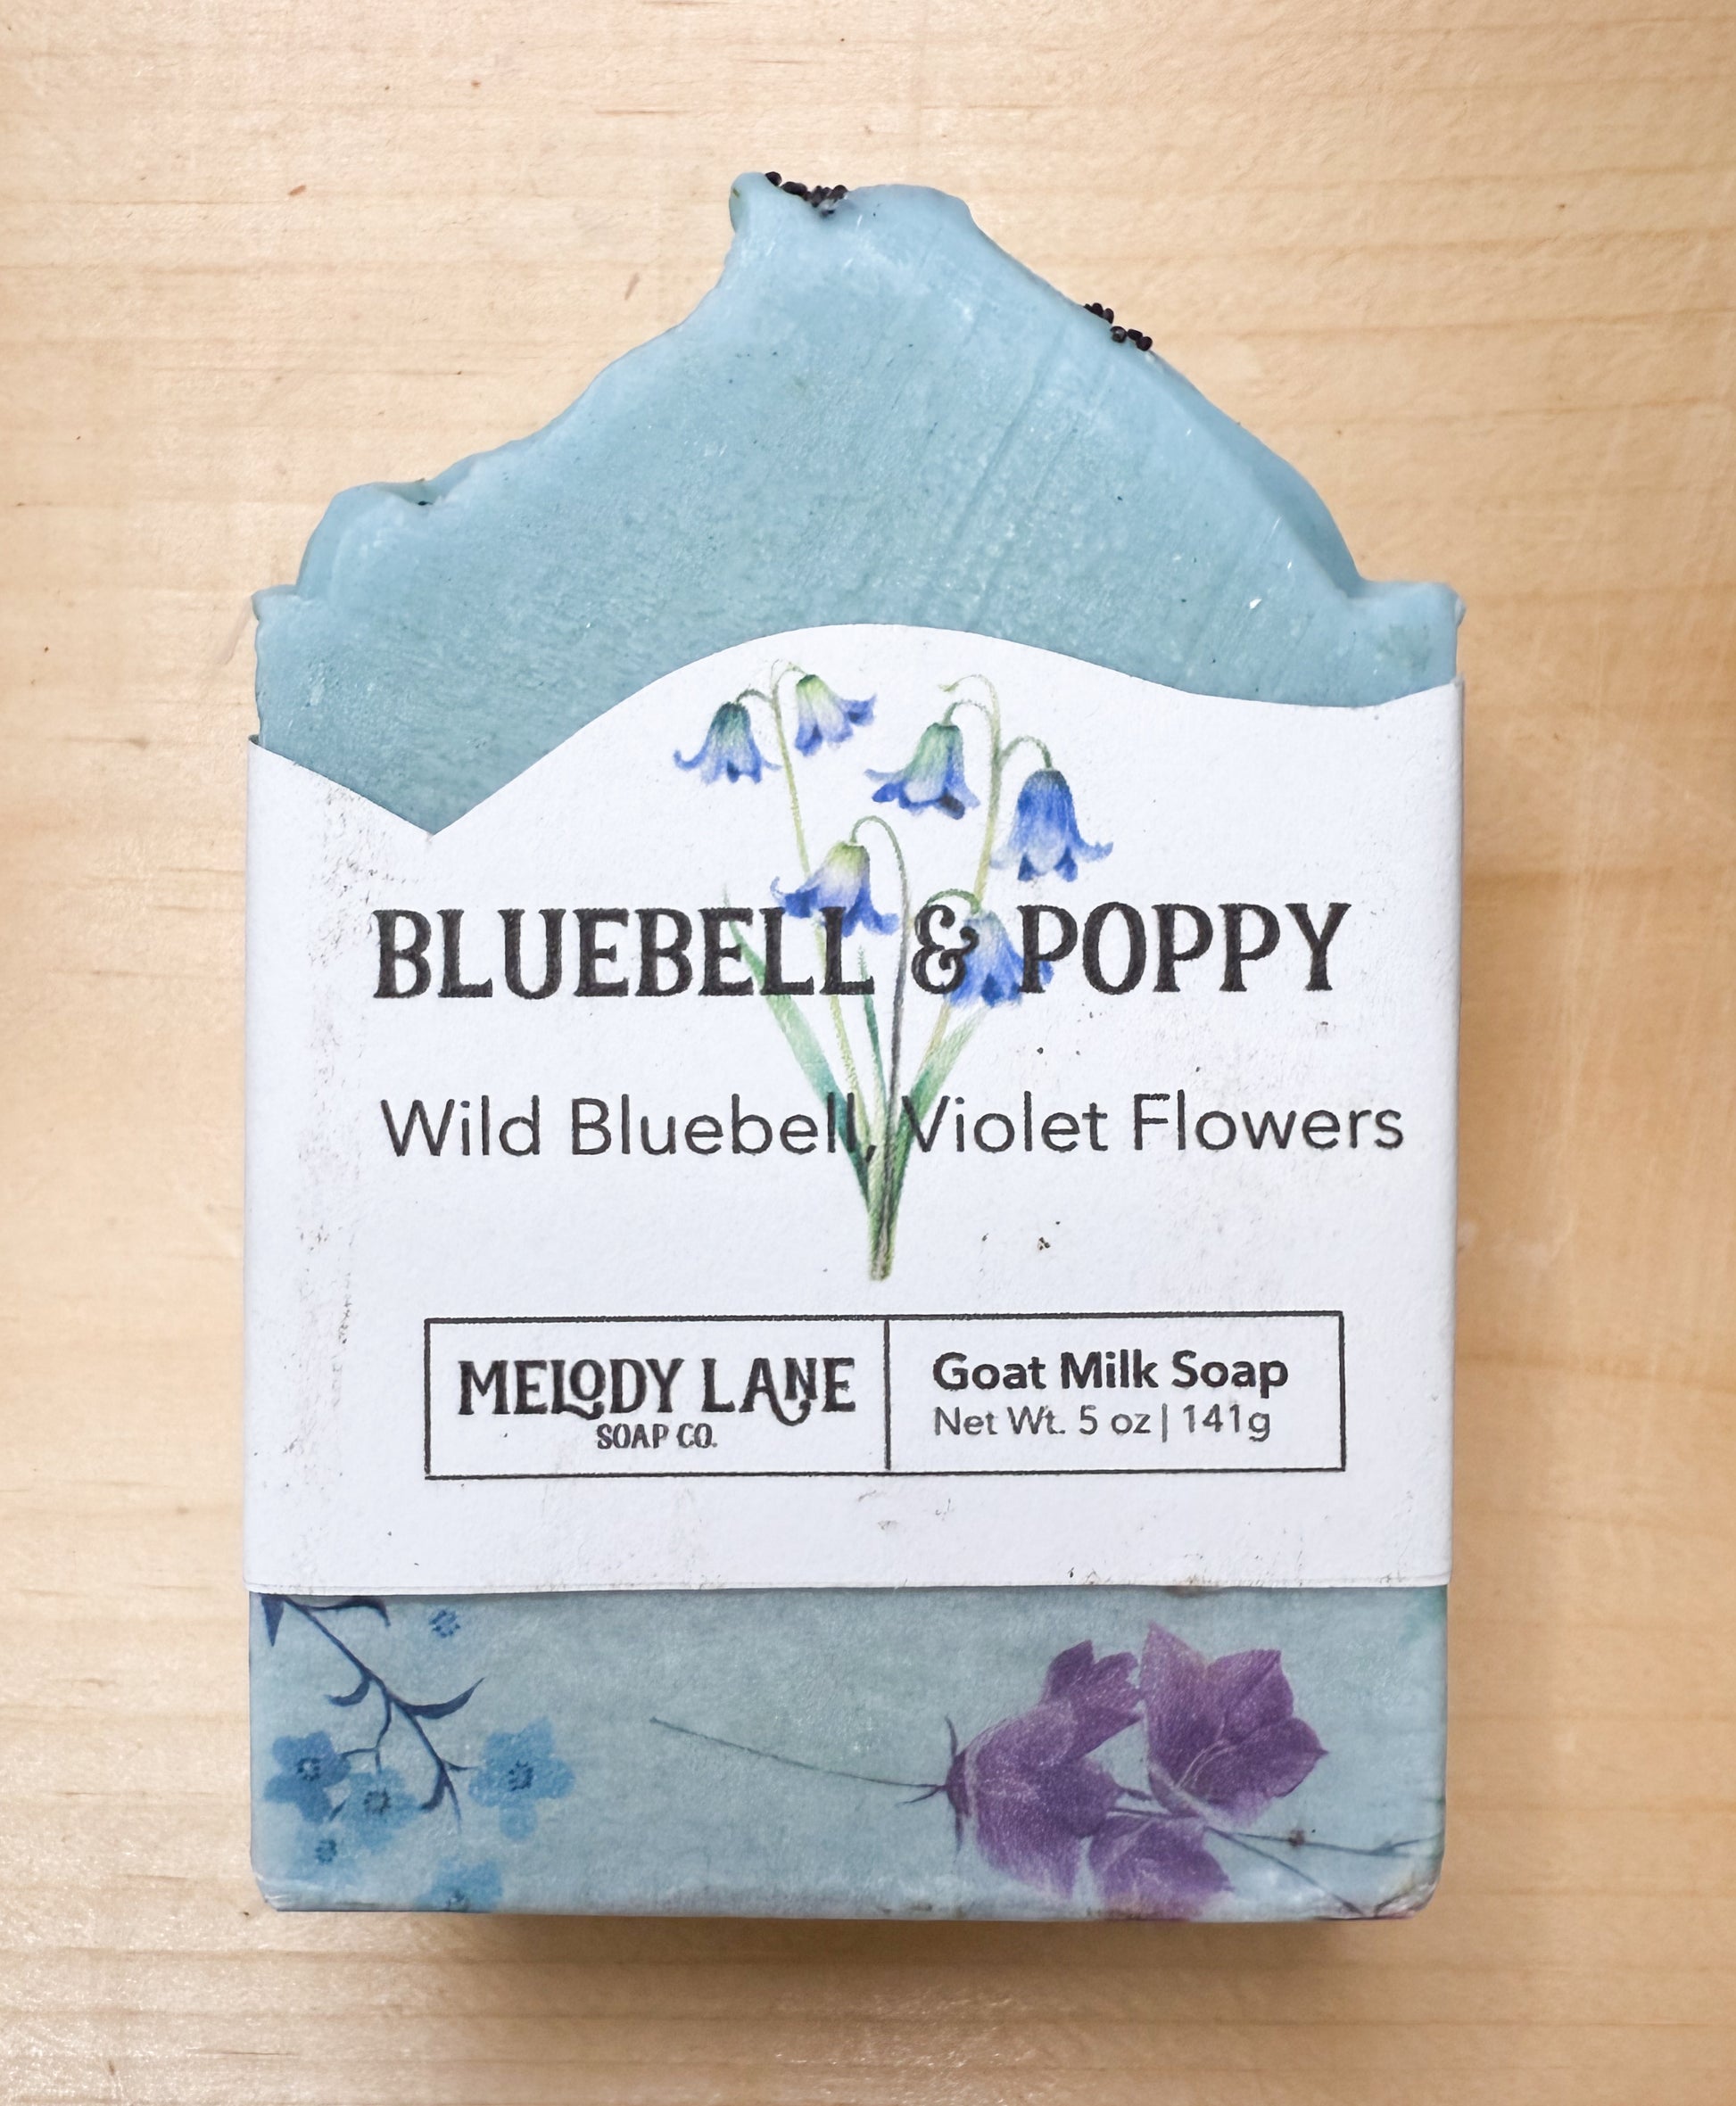 BLUEBELL & POPPY
Wild Bluebell, Violet Flowers
MELODY LANE
SOAP CO.
Goat Milk Soap
Net Wt. 5 oz | 141g